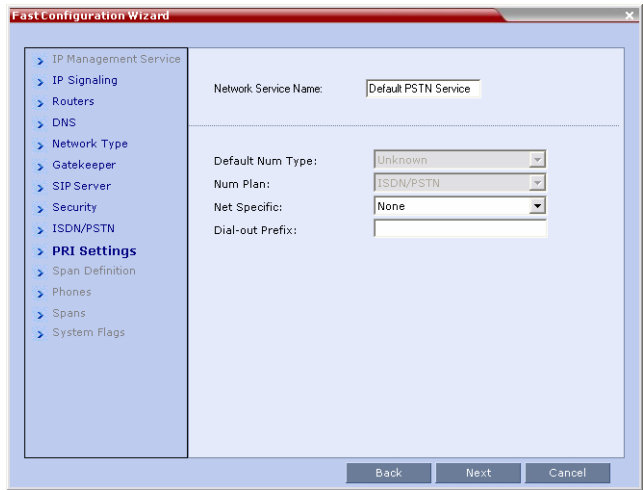 Fast Configuration Wizard
IP Management Service
IP Signaling
Routers
DNS
Network Type
Gatekeeper
SIP Server
Security
ISDN/PSTN
PRI Settings
Span Definition
Phones
Spans
System Flags
Network Service Name: Default PSTN Service
Default Num Type: Unknown
Num Plan: ISDN/PSTN
Net Specific: None
Dial-out Prefix:
Back Next Cancel